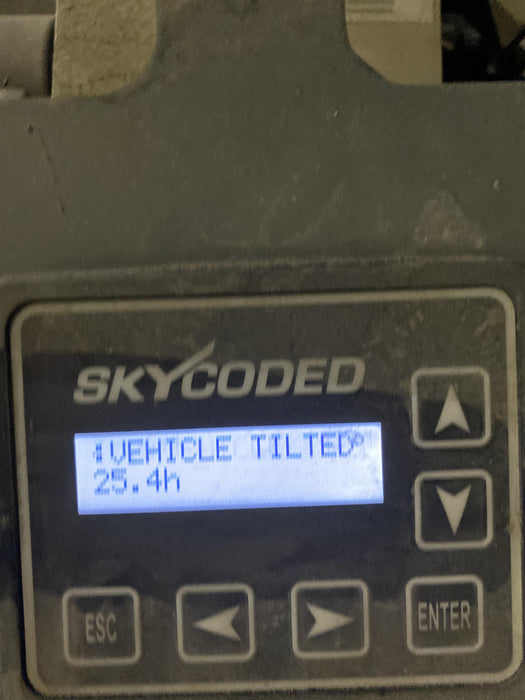 SKYCODED
:VEHICLE TILTED
25.4h
ESC
ENTER